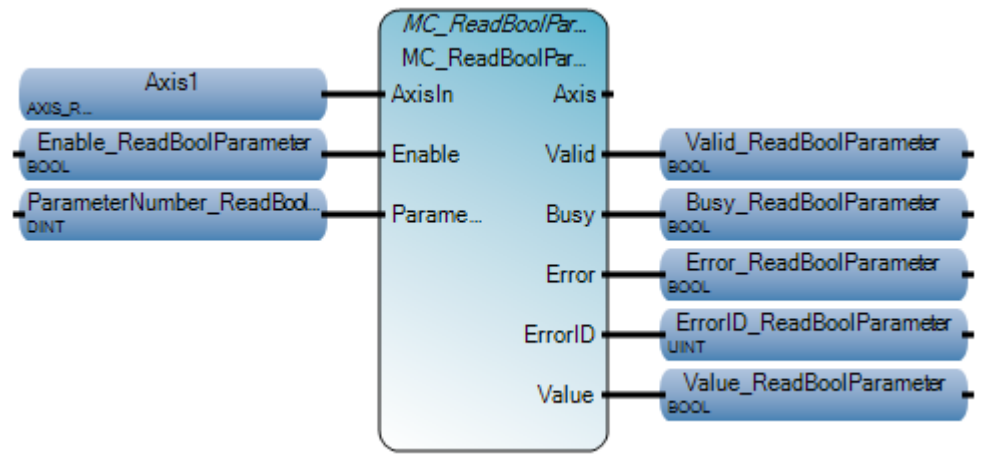 MC_ReadBoolPar...
MC_ReadBoolPar...
Axis1
AXIS_R...
AxisIn
Axis
Enable_ReadBoolParameter
BOOL
Enable
Valid
Valid_ReadBoolParameter
BOOL
ParameterNumber_ReadBool...
DINT
Parame...
Busy
Busy_ReadBoolParameter
BOOL
Error
Error_ReadBoolParameter
BOOL
ErrorID
ErrorID_ReadBoolParameter
UINT
Value
Value_ReadBoolParameter
BOOL